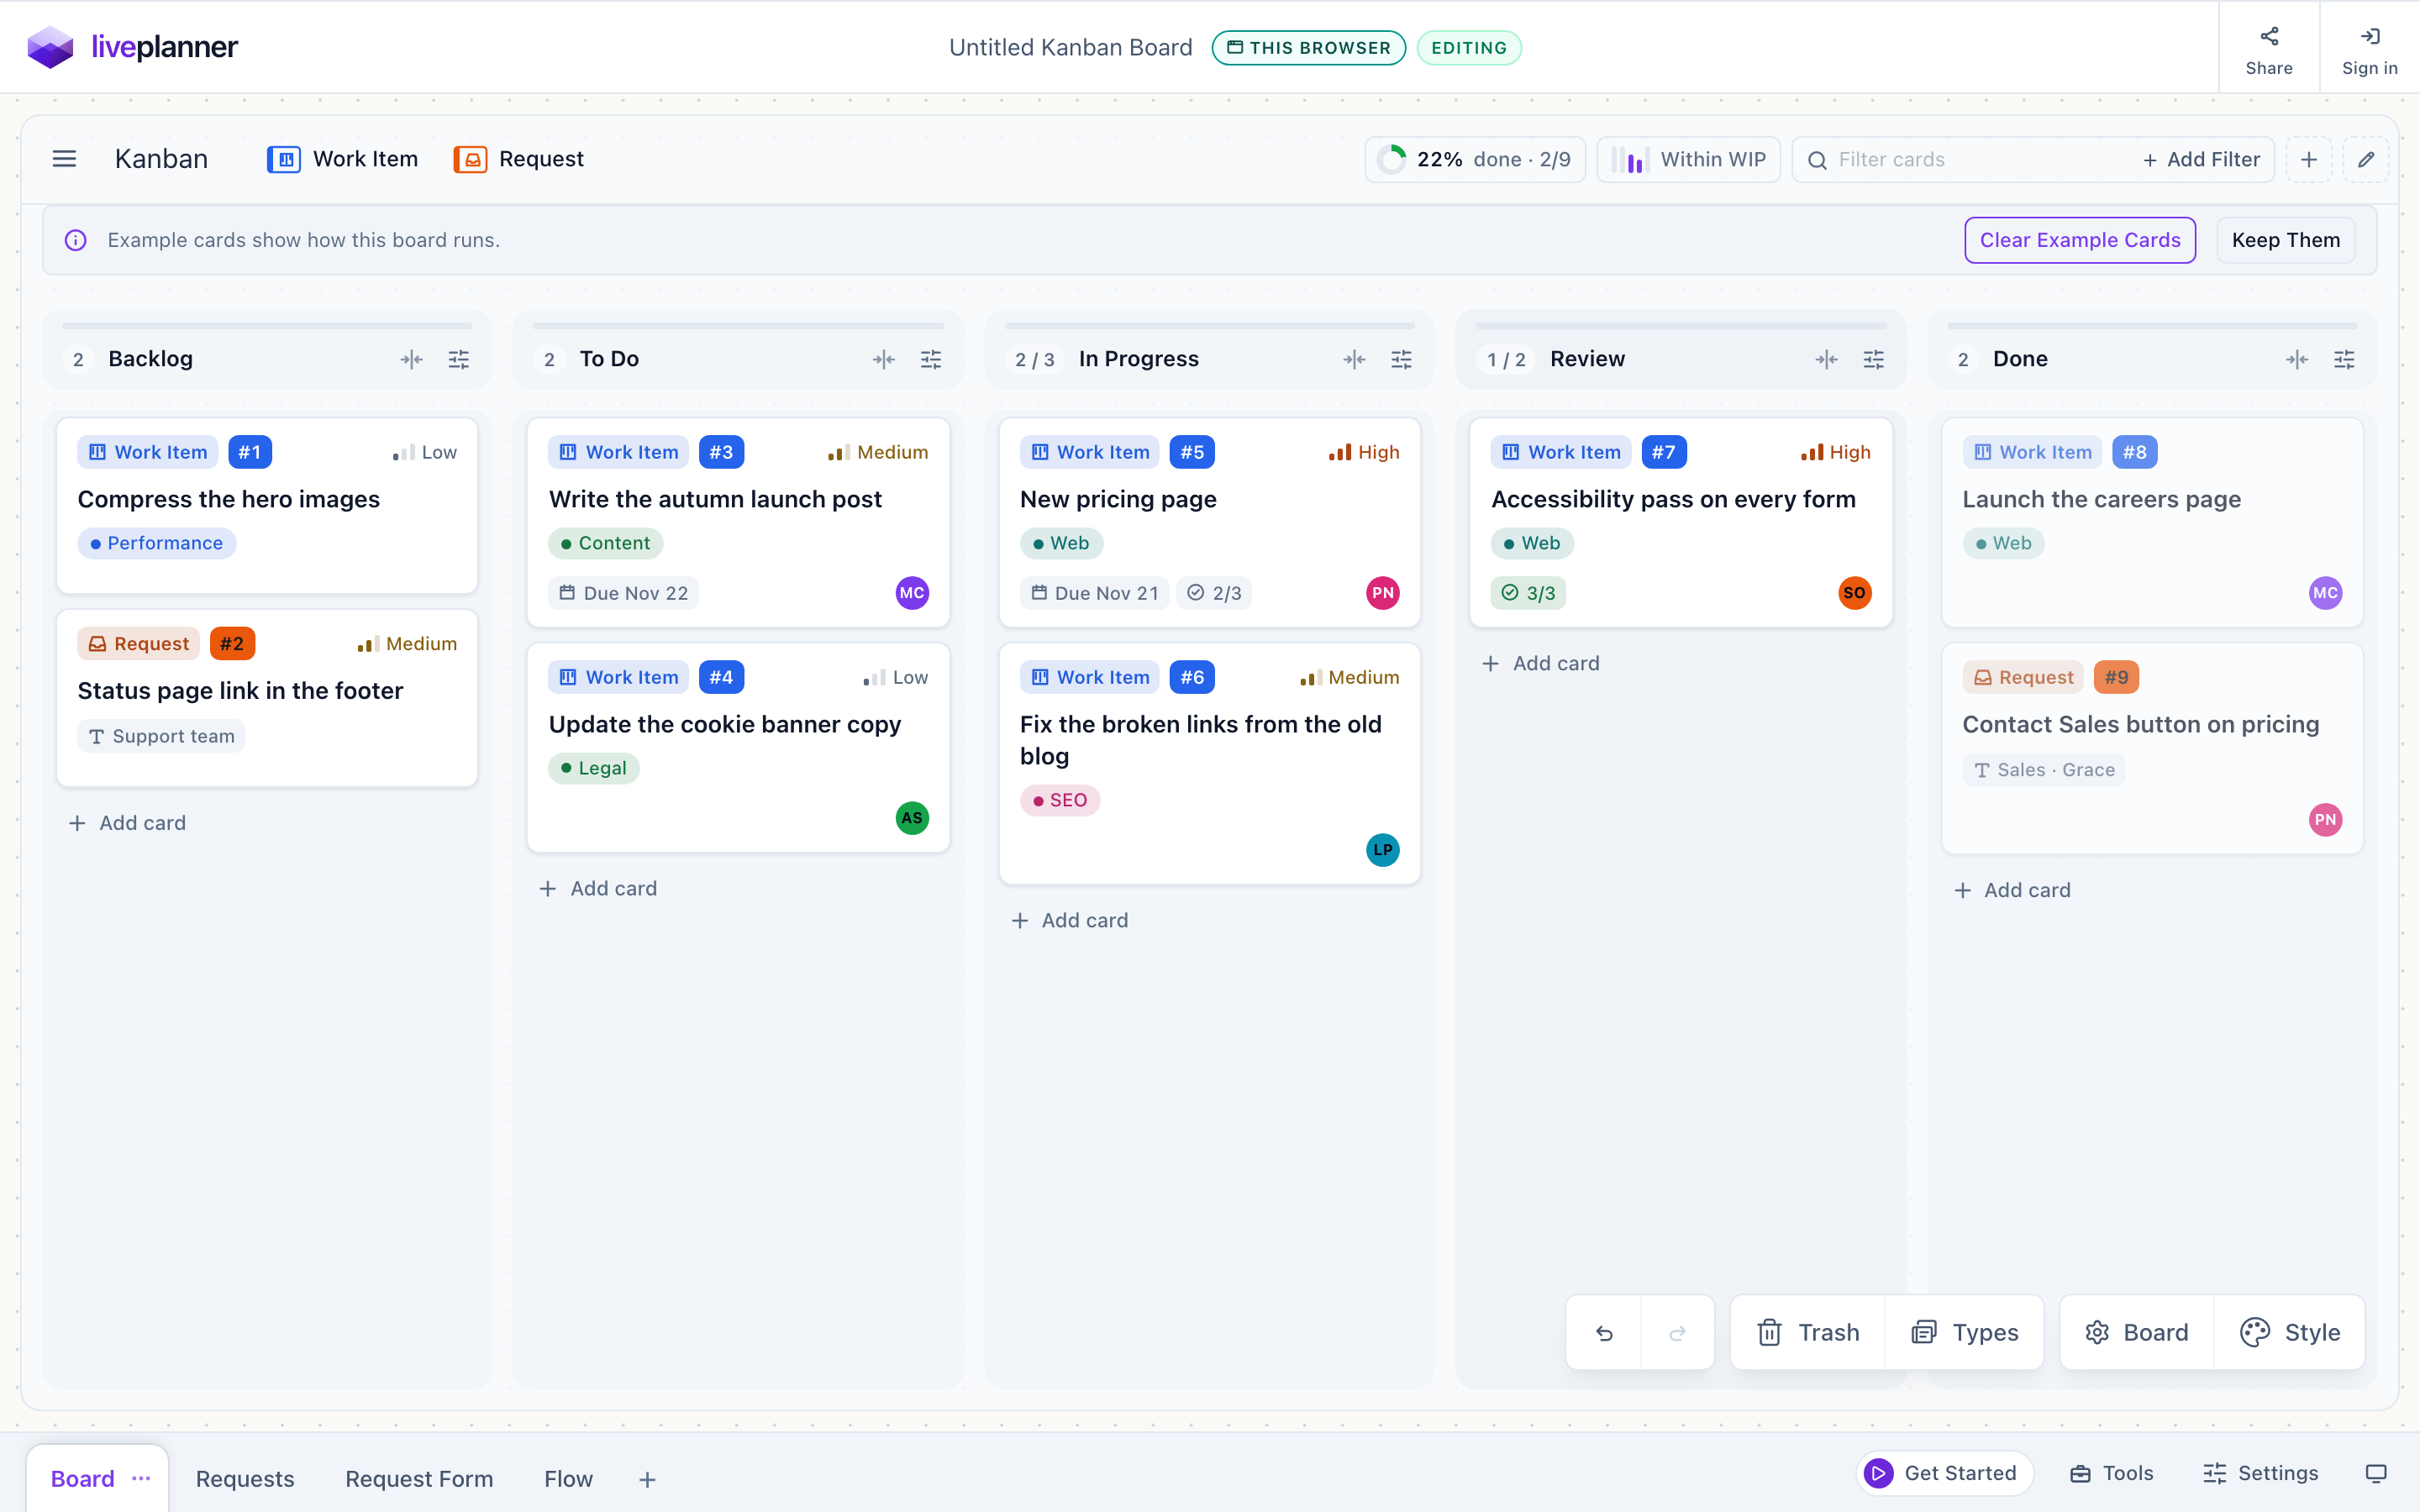 liveplanner
Untitled Kanban Board
THIS BROWSER
EDITING
Share
Sign in
Kanban
Work Item
Request
22% done · 2/9
Within WIP
Filter cards
Add Filter
Example cards show how this board runs.
Clear Example Cards
Keep Them
2 Backlog
Work Item #1 Low
Compress the hero images
Performance
Request #2 Medium
Status page link in the footer
Support team
Add card
2 To Do
Work Item #3 Medium
Write the autumn launch post
Content
Due Nov 22 MC
Work Item #4 Low
Update the cookie banner copy
Legal
AS
Add card
2 / 3 In Progress
Work Item #5 High
New pricing page
Web
Due Nov 21 2/3 PN
Work Item #6 Medium
Fix the broken links from the old
blog
SEO
LP
Add card
1 / 2 Review
Work Item #7 High
Accessibility pass on every form
Web
3/3 SO
Add card
2 Done
Work Item #8
Launch the careers page
Web
MC
Request #9
Contact Sales button on pricing
Sales · Grace
PN
Add card
Trash
Types
Board
Style
Board
Requests
Request Form
Flow
Get Started
Tools
Settings